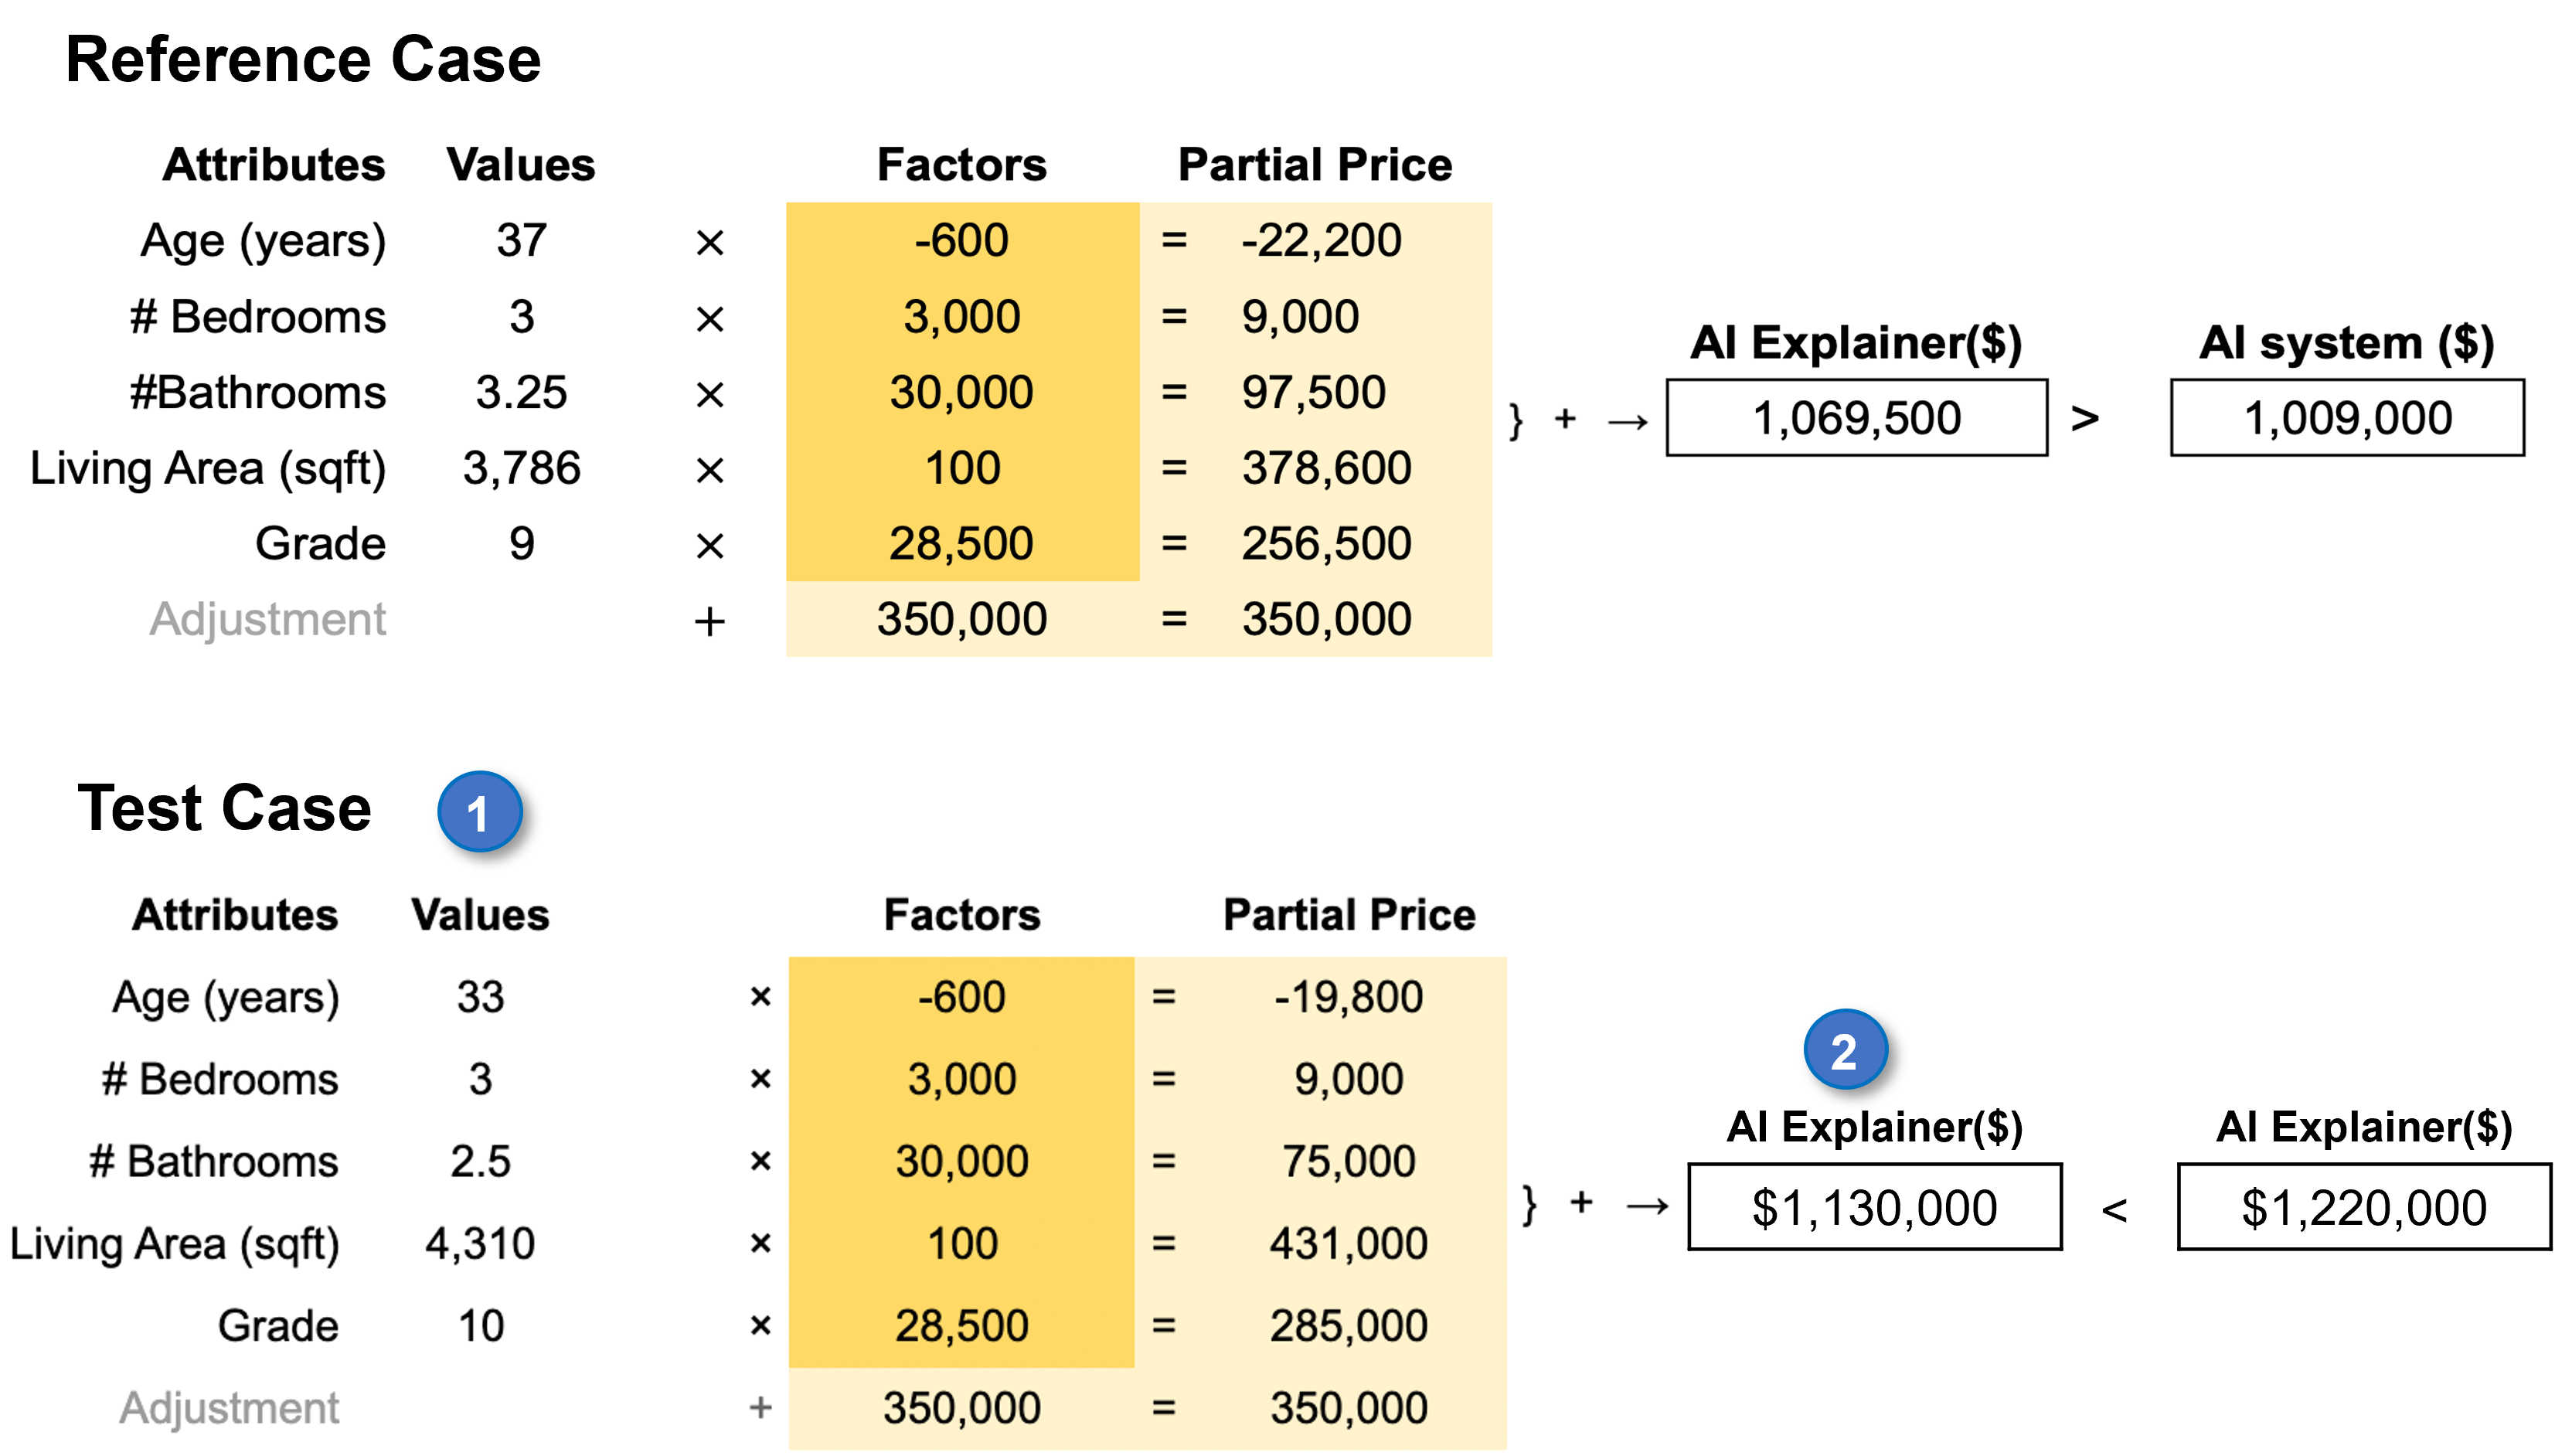 Reference Case
Attributes Values Factors Partial Price
Age (years) 37 × -600 = -22,200
# Bedrooms 3 × 3,000 = 9,000
#Bathrooms 3.25 × 30,000 = 97,500
Living Area (sqft) 3,786 × 100 = 378,600
Grade 9 × 28,500 = 256,500
Adjustment + 350,000 = 350,000
AI Explainer($) AI system ($)
} + → 1,069,500 > 1,009,000
Test Case 1
Attributes Values Factors Partial Price
Age (years) 33 × -600 = -19,800
# Bedrooms 3 × 3,000 = 9,000
# Bathrooms 2.5 × 30,000 = 75,000
Living Area (sqft) 4,310 × 100 = 431,000
Grade 10 × 28,500 = 285,000
Adjustment + 350,000 = 350,000
2
AI Explainer($) AI Explainer($)
} + → $1,130,000 < $1,220,000